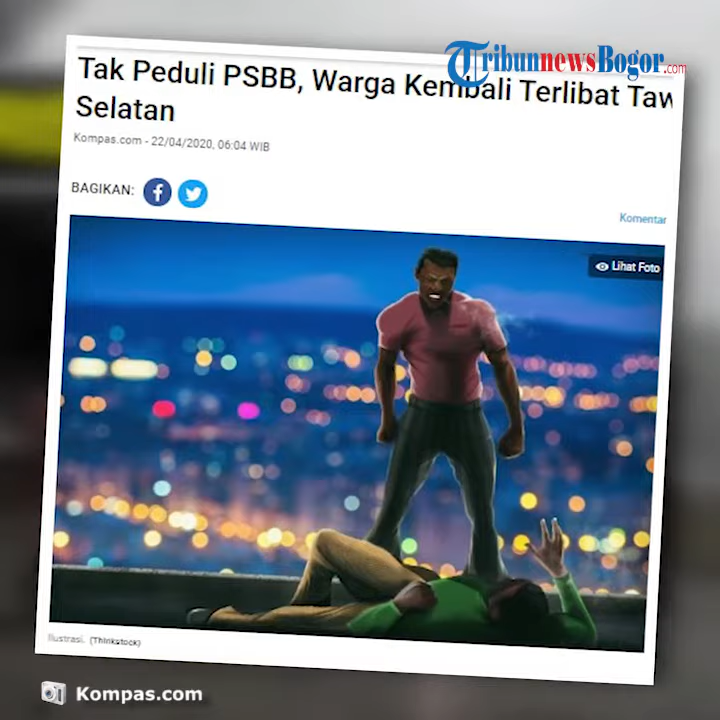 TribunnewsBogor.com
Tak Peduli PSBB, Warga Kembali Terlibat Taw
Selatan
Kompas.com - 22/04/2020, 06:04 WIB
BAGIKAN:
Komentar
Lihat Foto
Ilustrasi. (Thinkstock)
Kompas.com